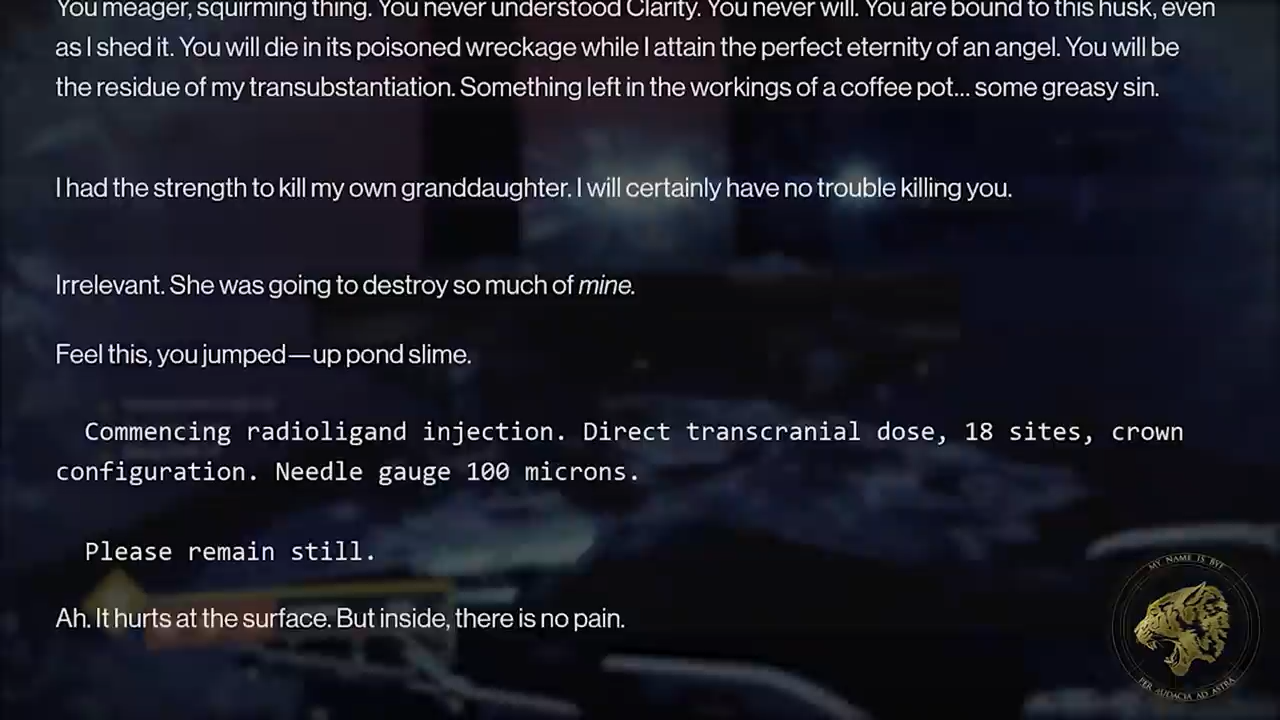 You meager, squirming thing. You never understood Clarity. You never will. You are bound to this husk, even
as I shed it. You will die in its poisoned wreckage while I attain the perfect eternity of an angel. You will be
the residue of my transubstantiation. Something left in the workings of a coffee pot... some greasy sin.
I had the strength to kill my own granddaughter. I will certainly have no trouble killing you.
Irrelevant. She was going to destroy so much of mine.
Feel this, you jumped—up pond slime.
Commencing radioligand injection. Direct transcranial dose, 18 sites, crown
configuration. Needle gauge 100 microns.
Please remain still.
Ah. It hurts at the surface. But inside, there is no pain.
MY NAME IS BYF
PER AUDACIA AD ASTRA